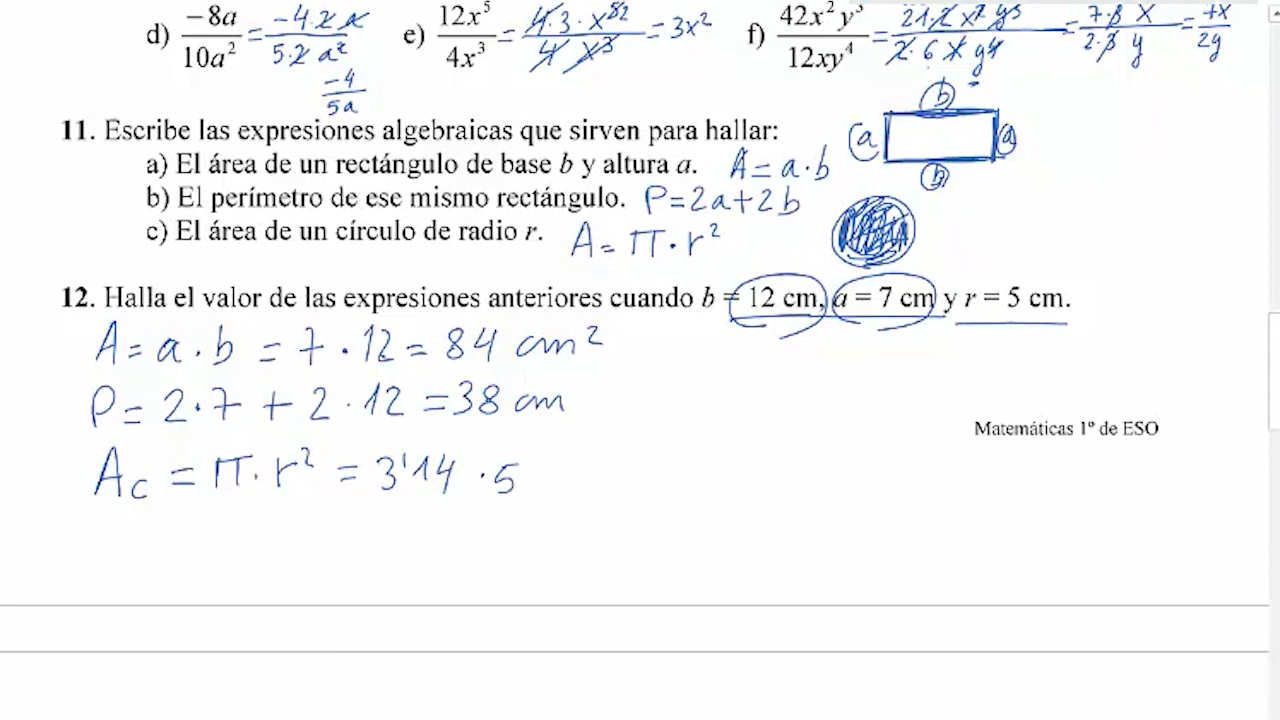 d) −8a/10a² = −4·2·a/5·2 a² e) 12x⁵/4x³ = 4·3·x⁵²/4 x³ = 3x² f) 42x²y³/12xy⁴ = 21·2 x² y³/2·6 x y⁴ = 7·3 x/2·3 y = 7x/2y
−4/5a
b
11. Escribe las expresiones algebraicas que sirven para hallar:
a a
a) El área de un rectángulo de base b y altura a. A = a·b
b
b) El perímetro de ese mismo rectángulo. P = 2a + 2b
c) El área de un círculo de radio r. A = π·r²
12. Halla el valor de las expresiones anteriores cuando b = 12 cm, a = 7 cm y r = 5 cm.
A = a·b = 7·12 = 84 cm²
P = 2·7 + 2·12 = 38 cm
Matemáticas 1º de ESO
A_C = π·r² = 3'14 ·5